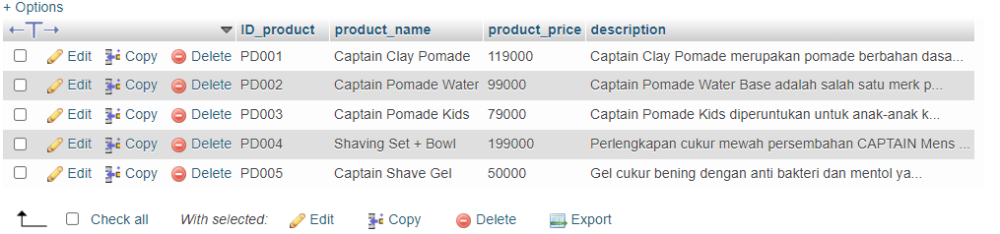 + Options
ID_product product_name product_price description
Edit Copy Delete PD001 Captain Clay Pomade 119000 Captain Clay Pomade merupakan pomade berbahan dasa...
Edit Copy Delete PD002 Captain Pomade Water 99000 Captain Pomade Water Base adalah salah satu merk p...
Edit Copy Delete PD003 Captain Pomade Kids 79000 Captain Pomade Kids diperuntukan untuk anak-anak k...
Edit Copy Delete PD004 Shaving Set + Bowl 199000 Perlengkapan cukur mewah persembahan CAPTAIN Mens ...
Edit Copy Delete PD005 Captain Shave Gel 50000 Gel cukur bening dengan anti bakteri dan mentol ya...
Check all With selected: Edit Copy Delete Export